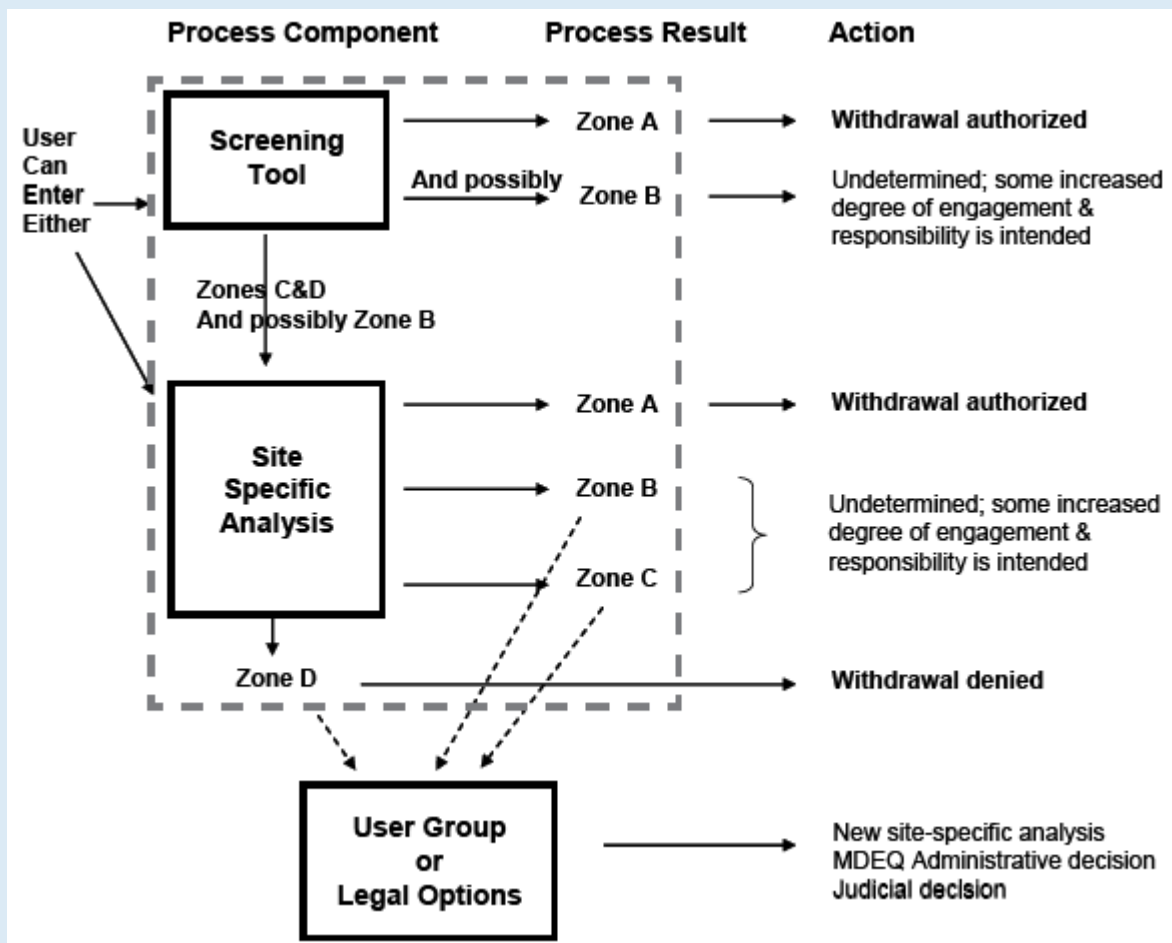 Process Component
Process Result
Action
User
Can
Enter
Either
Screening
Tool
Zone A
Withdrawal authorized
And possibly
Zone B
Undetermined; some increased
degree of engagement &
responsibility is intended
Zones C&D
And possibly Zone B
Site
Specific
Analysis
Zone A
Withdrawal authorized
Zone B
Zone C
Undetermined; some increased
degree of engagement &
responsibility is intended
Zone D
Withdrawal denied
User Group
or
Legal Options
New site-specific analysis
MDEQ Administrative decision
Judicial decision